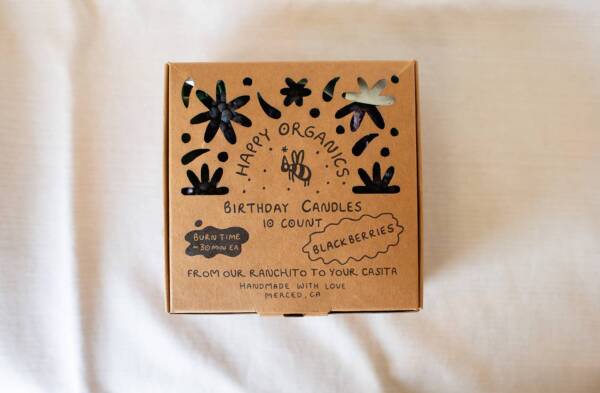 HAPPY ORGANICS
BIRTHDAY CANDLES
10 COUNT
BURN TIME
~30 MIN EA
BLACKBERRIES
FROM OUR RANCHITO TO YOUR CASITA
HANDMADE WITH LOVE
MERCED, CA